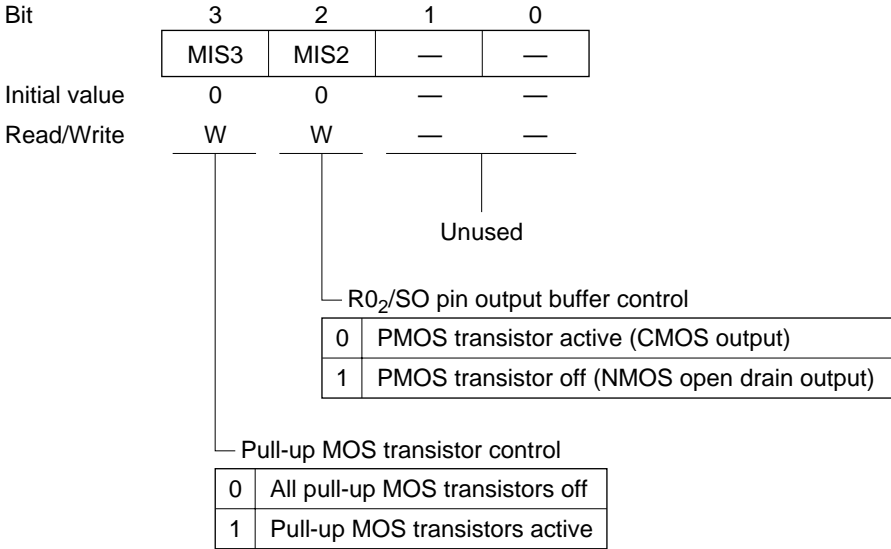 Bit 3 2 1 0
MIS3 MIS2 — —
Initial value 0 0 — —
Read/Write W W — —
Unused
R0₂/SO pin output buffer control
0 PMOS transistor active (CMOS output)
1 PMOS transistor off (NMOS open drain output)
Pull-up MOS transistor control
0 All pull-up MOS transistors off
1 Pull-up MOS transistors active